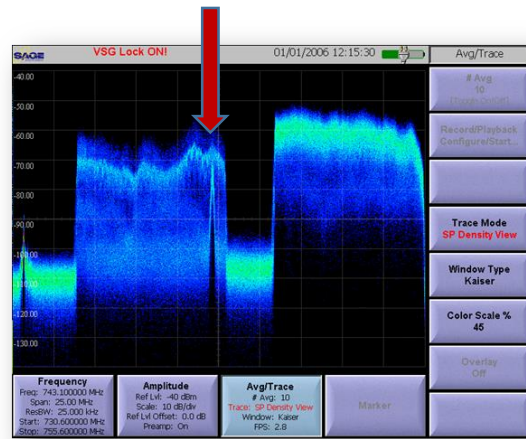 SAGE VSG Lock ON! 01/01/2006 12:15:30 Avg/Trace
-40.00
-50.00
-60.00
-70.00
-80.00
-90.00
-100.00
-110.00
-120.00
-130.00
# Avg
10
Record/Playback
Configure/Start...
Trace Mode
SP Density View
Window Type
Kaiser
Color Scale %
45
Overlay
Off
Frequency
Freq: 743.100000 MHz
Span: 25.00 MHz
ResBW: 25.000 kHz
Start: 730.600000 MHz
Stop: 755.600000 MHz
Amplitude
Ref Lvl: -40 dBm
Scale: 10 dB/div
Ref Lvl Offset: 0.0 dB
Preamp: On
Avg/Trace
# Avg: 10
Trace: SP Density View
Window: Kaiser
FPS: 2.8
Marker